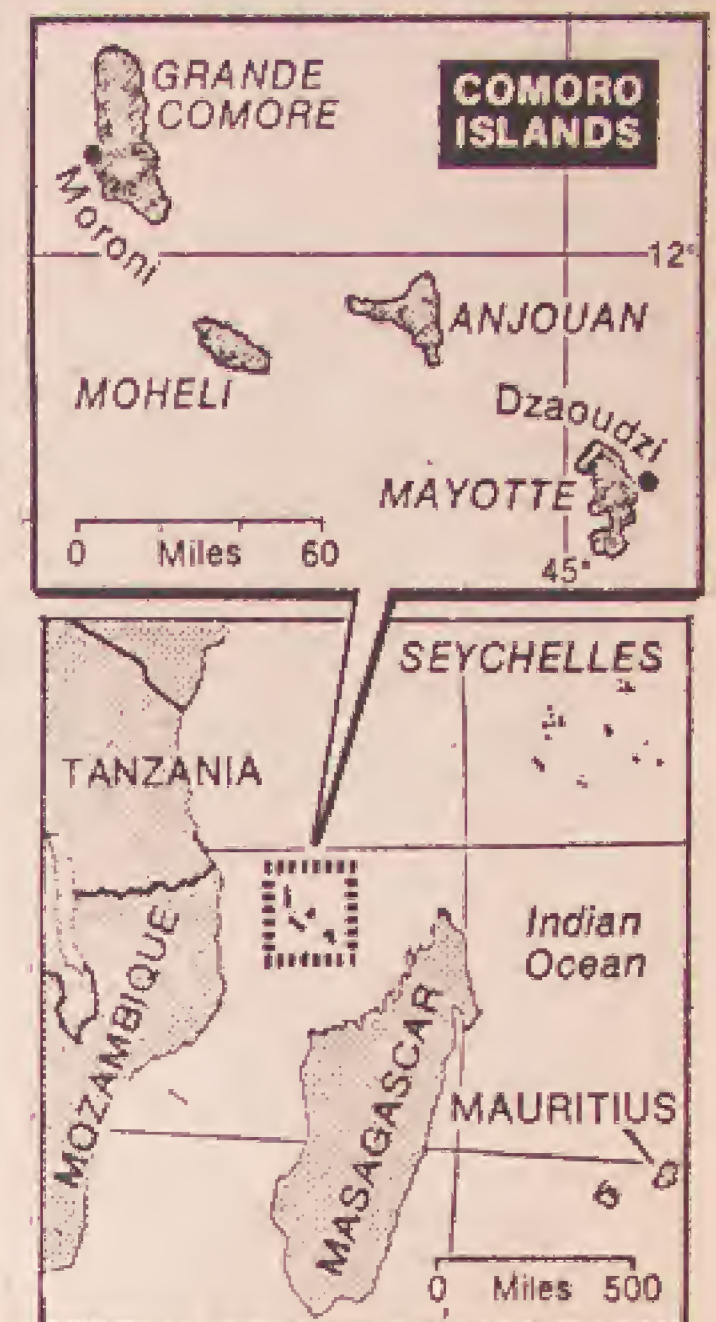 GRANDE
COMORE
COMORO
ISLANDS
Moroni
12°
ANJOUAN
MOHELI
Dzaoudzi
MAYOTTE
0 Miles 60
45°
SEYCHELLES
TANZANIA
Indian
Ocean
MOZAMBIQUE
MASAGASCAR
MAURITIUS
0 Miles 500